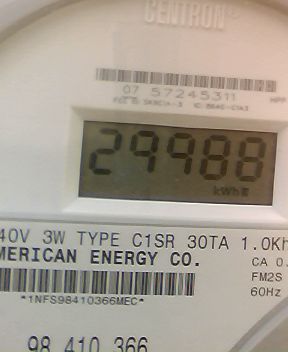 CENTRON®
07 57245311
29988
kWh
40V 3W TYPE C1SR 30TA 1.0Kh
MERICAN ENERGY CO.
CA 0.
FM2S
60Hz
*1NFS98410366MEC*
98 410 366